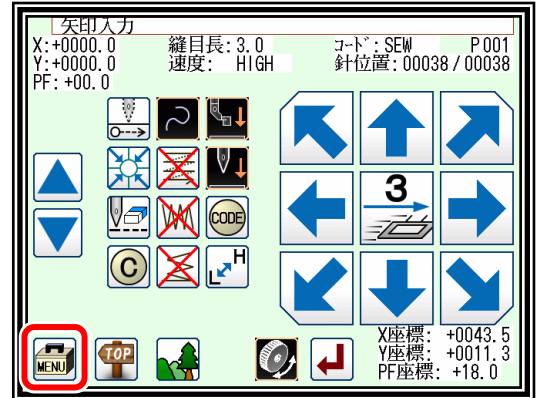 矢印入力
X:+0000.0 縫目長:3.0 コード:SEW P001
Y:+0000.0 速度: HIGH 針位置:00038/00038
PF:+00.0
3
CODE
C
L H
X座標: +0043.5
Y座標: +0011.3
PF座標: +18.0
MENU
TOP